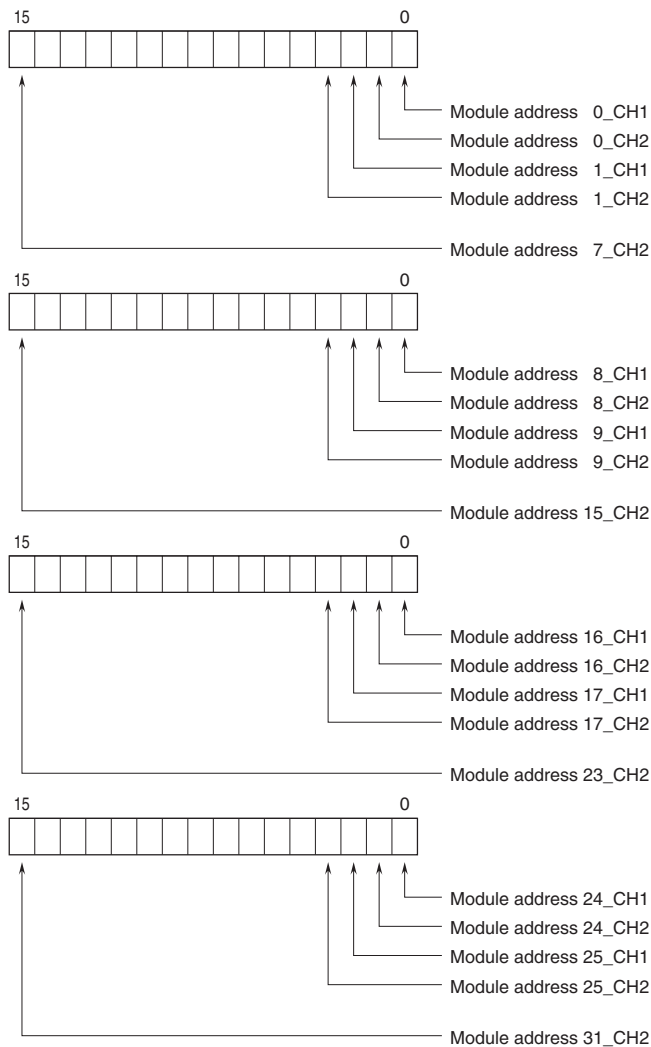 15 0
Module address 0_CH1
Module address 0_CH2
Module address 1_CH1
Module address 1_CH2
Module address 7_CH2
15 0
Module address 8_CH1
Module address 8_CH2
Module address 9_CH1
Module address 9_CH2
Module address 15_CH2
15 0
Module address 16_CH1
Module address 16_CH2
Module address 17_CH1
Module address 17_CH2
Module address 23_CH2
15 0
Module address 24_CH1
Module address 24_CH2
Module address 25_CH1
Module address 25_CH2
Module address 31_CH2